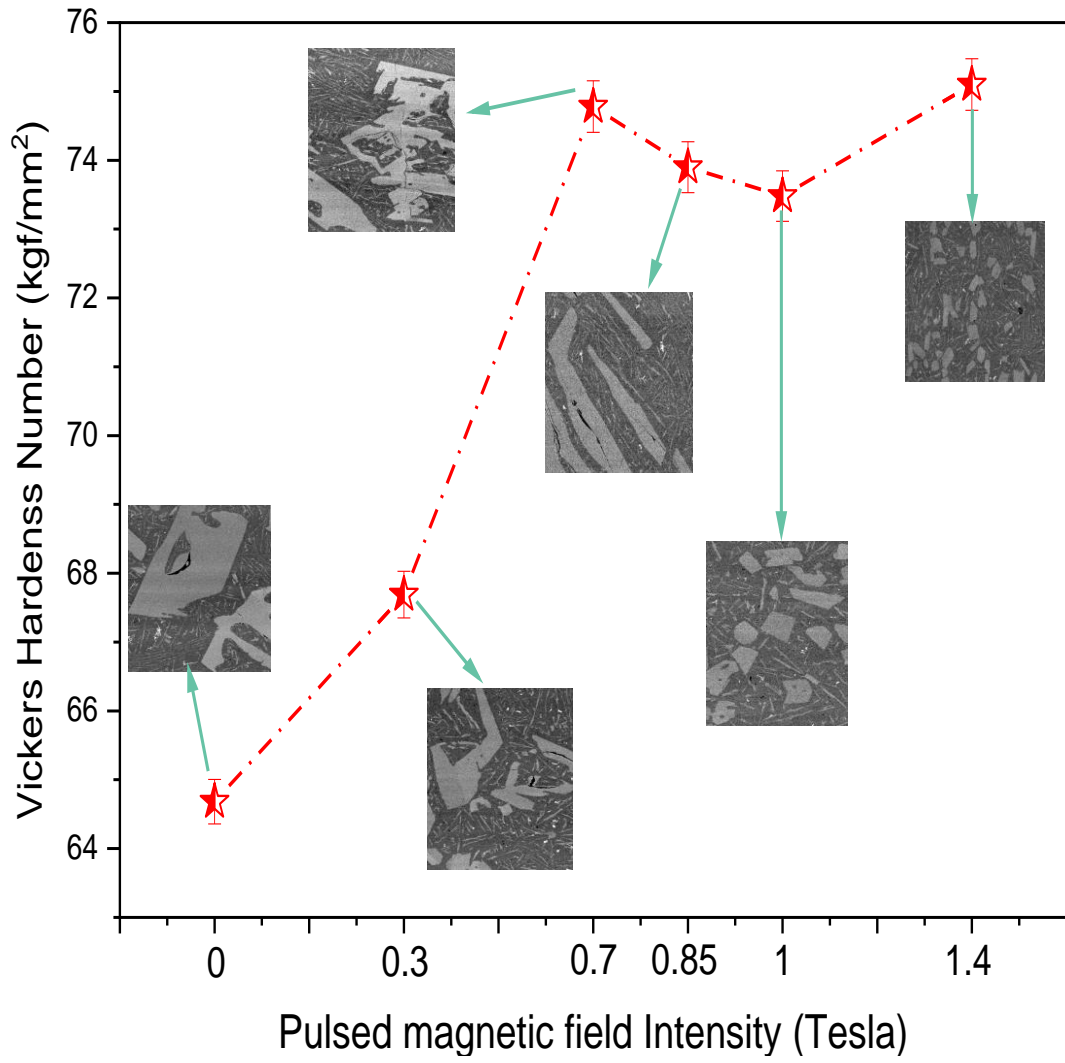 Vickers Hardenss Number (kgf/mm²)
76
74
72
70
68
66
64
0 0.3 0.7 0.85 1 1.4
Pulsed magnetic field Intensity (Tesla)